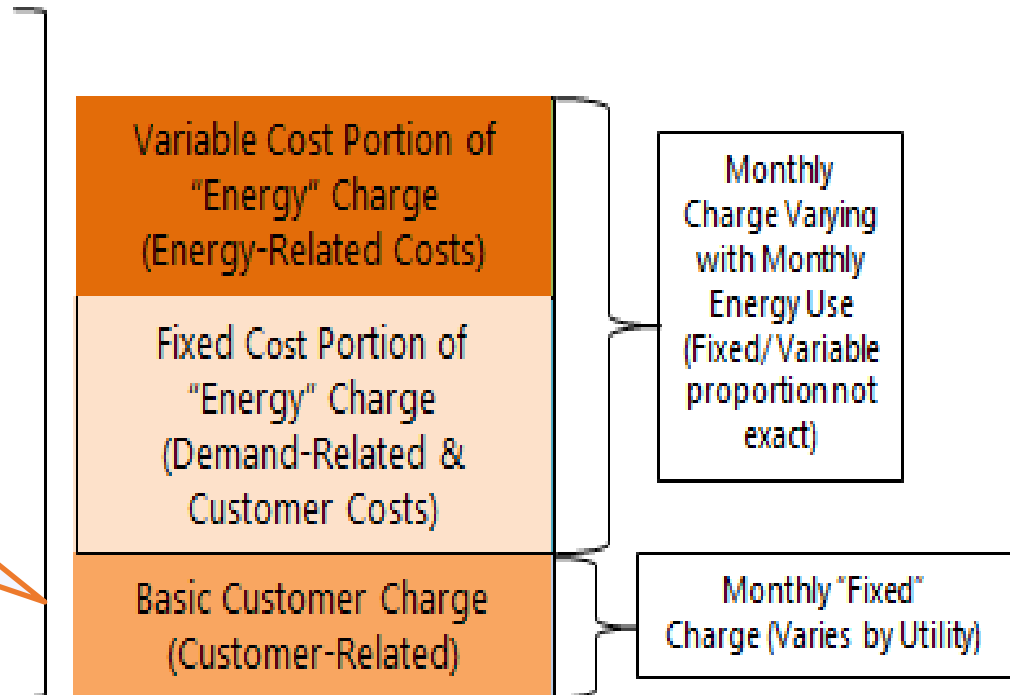 Variable Cost Portion of
"Energy" Charge
(Energy-Related Costs)
Fixed Cost Portion of
"Energy" Charge
(Demand-Related &
Customer Costs)
Basic Customer Charge
(Customer-Related)
Monthly
Charge Varying
with Monthly
Energy Use
(Fixed/ Variable
proportion not
exact)
Monthly "Fixed"
Charge (Varies by Utility)